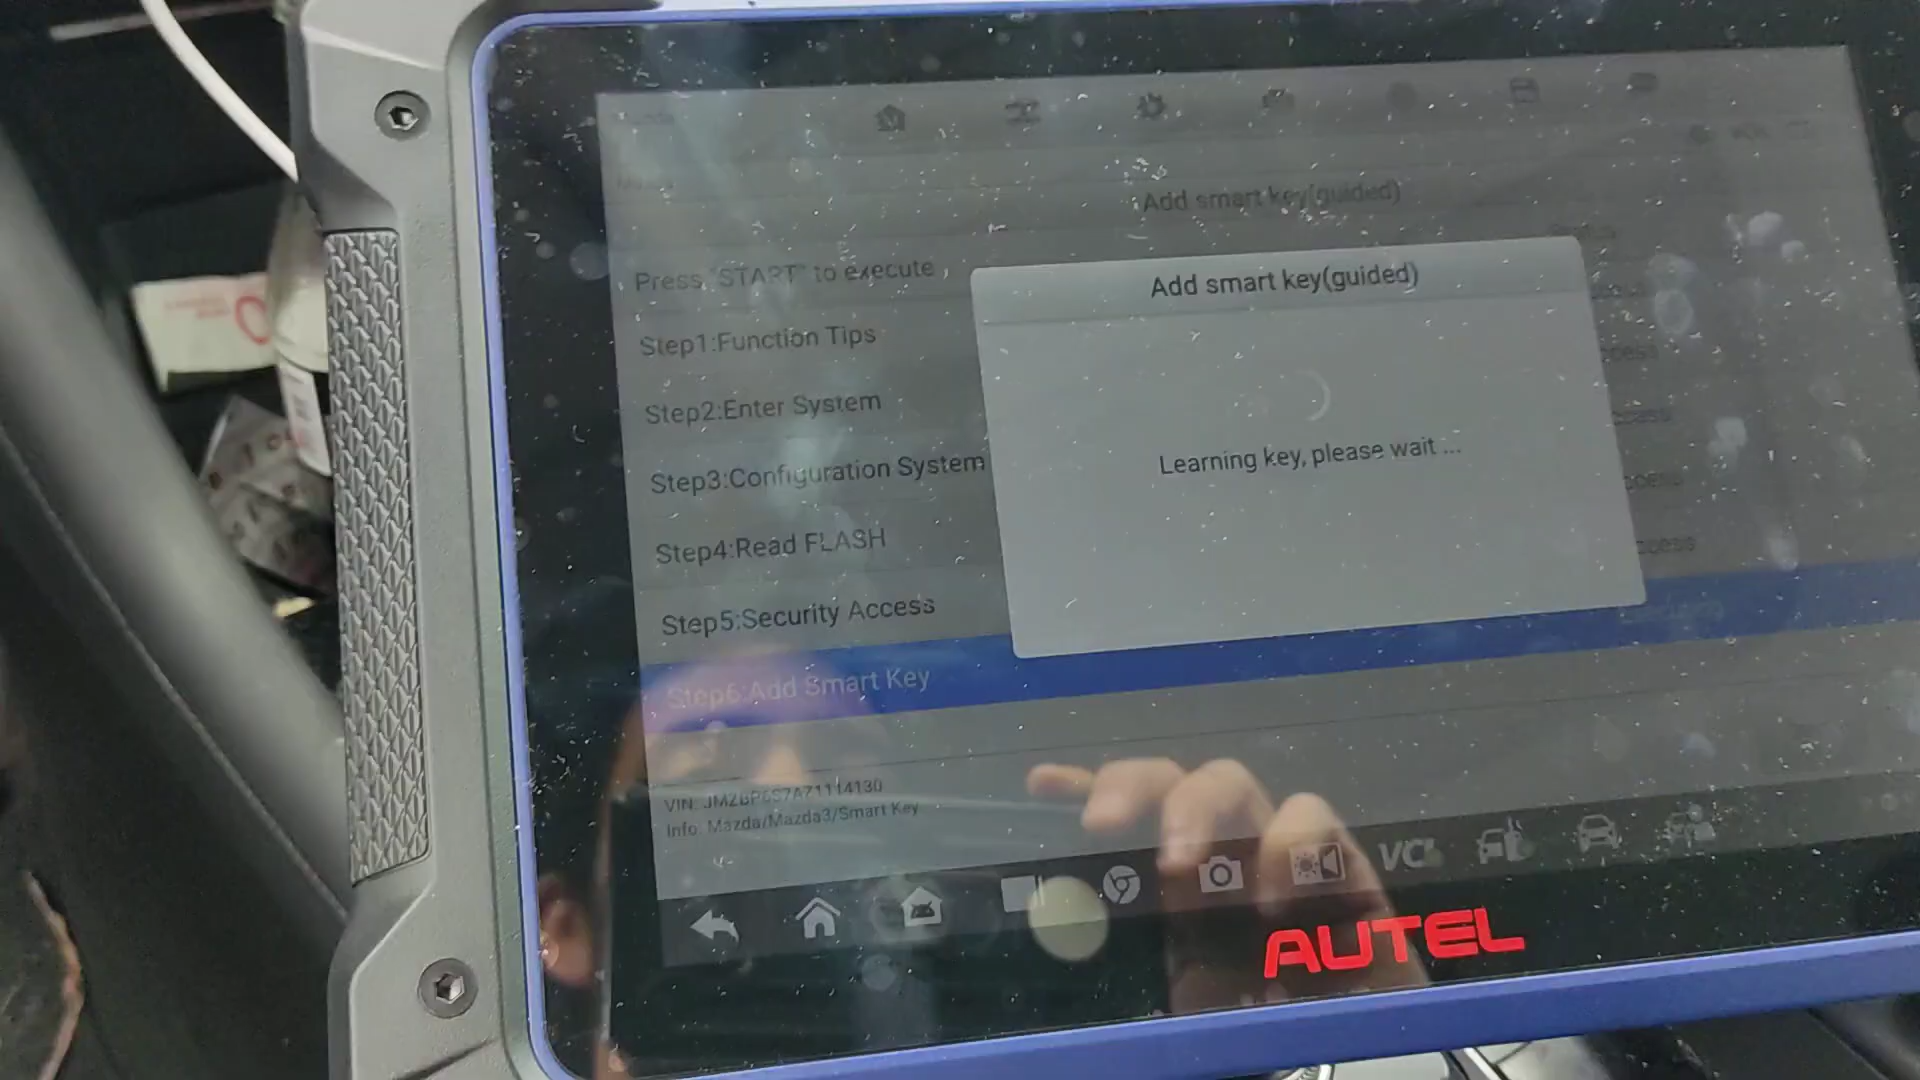 Add smart key(guided)
Press "START" to execute
Add smart key(guided)
Step1:Function Tips
Step2:Enter System
Step3:Configuration System
Learning key, please wait ...
Step4:Read FLASH
Step5:Security Access
Step6:Add Smart Key
VIN:
Info: Mazda/Mazda3/Smart Key
VCI
AUTEL